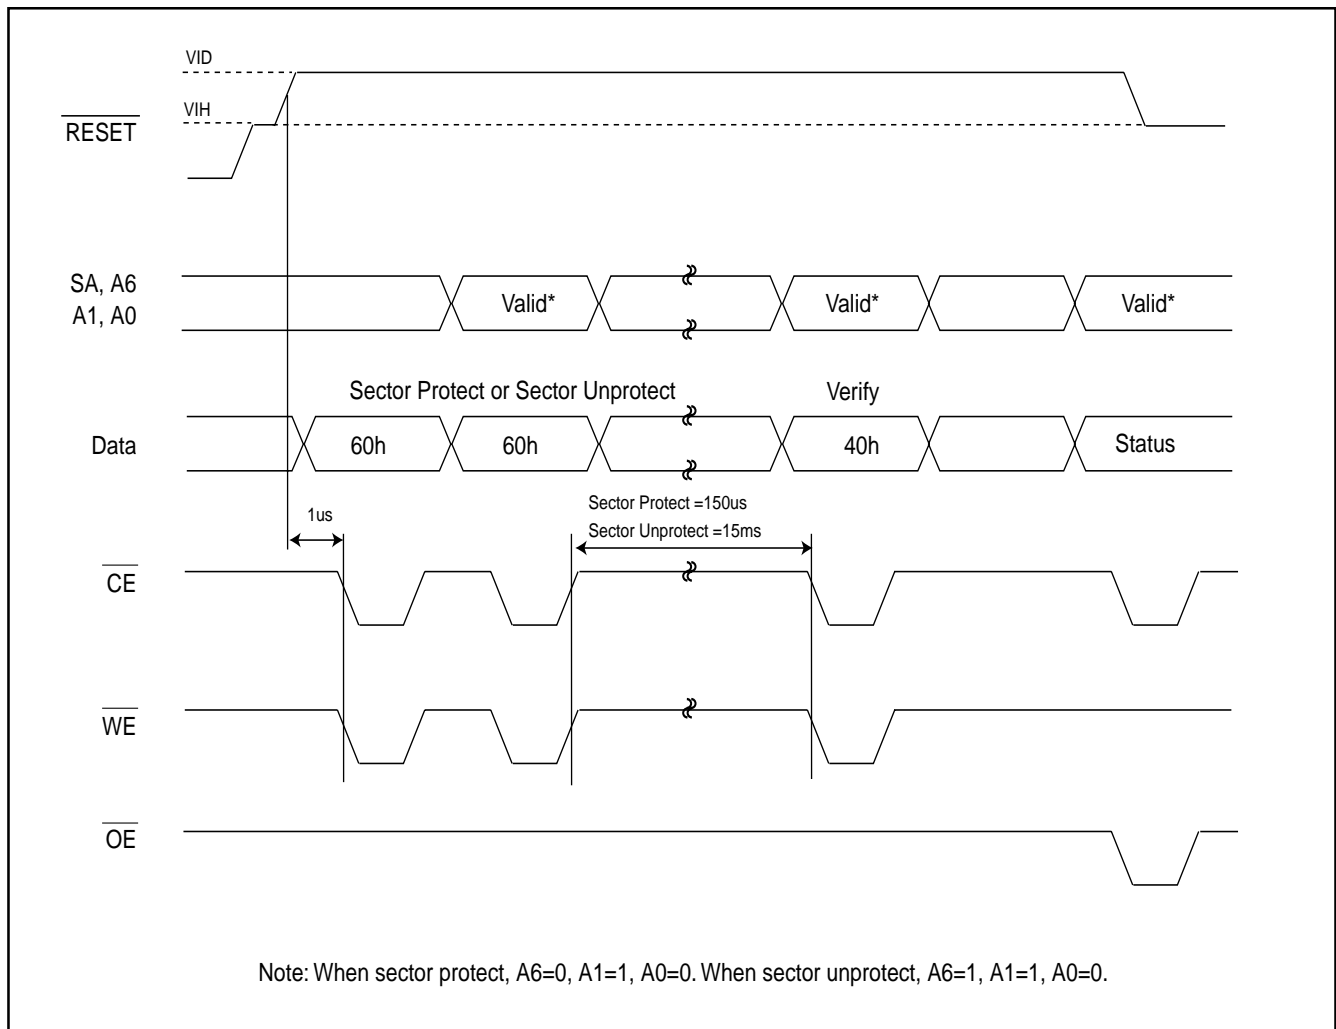 VID
VIH
RESET
SA, A6
A1, A0
Valid*
Valid*
Valid*
Sector Protect or Sector Unprotect
Verify
Data
60h
60h
40h
Status
Sector Protect =150us
1us
Sector Unprotect =15ms
CE
WE
OE
Note: When sector protect, A6=0, A1=1, A0=0. When sector unprotect, A6=1, A1=1, A0=0.